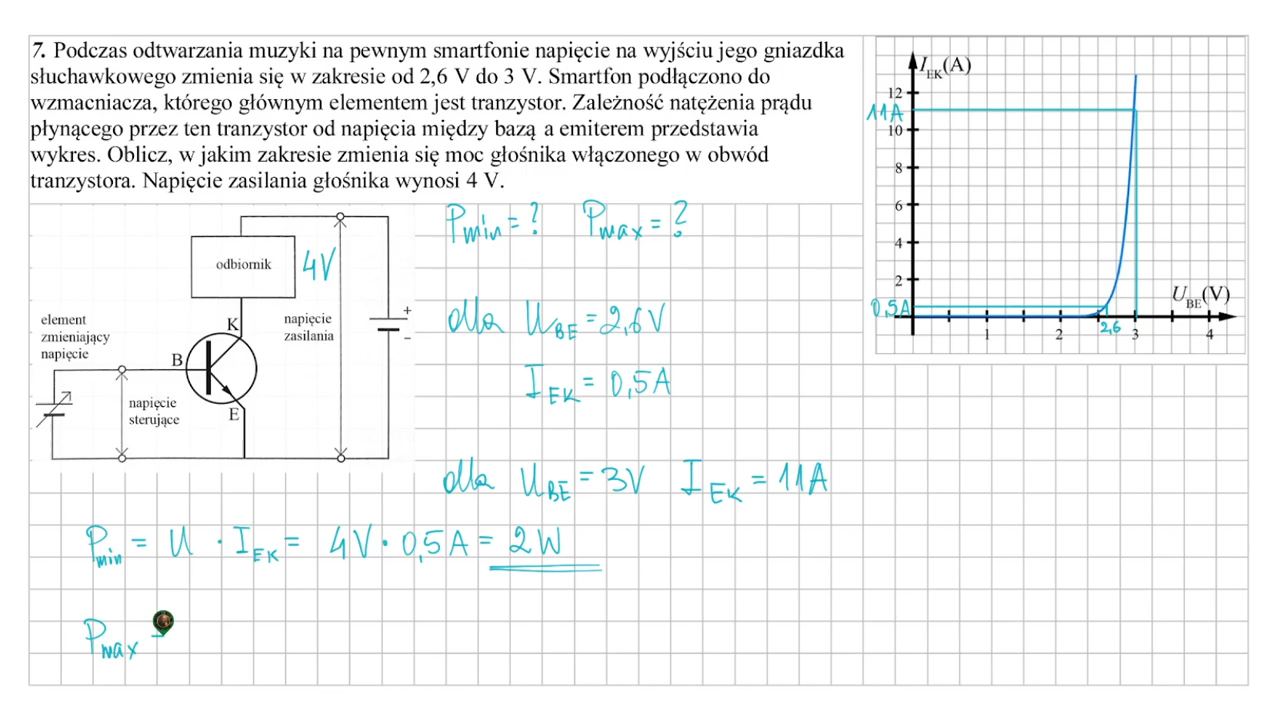 7. Podczas odtwarzania muzyki na pewnym smartfonie napięcie na wyjściu jego gniazdka
słuchawkowego zmienia się w zakresie od 2,6 V do 3 V. Smartfon podłączono do
wzmacniacza, którego głównym elementem jest tranzystor. Zależność natężenia prądu
płynącego przez ten tranzystor od napięcia między bazą a emiterem przedstawia
wykres. Oblicz, w jakim zakresie zmienia się moc głośnika włączonego w obwód
tranzystora. Napięcie zasilania głośnika wynosi 4 V.
I EK (A)
12
11A
10
8
6
4
2
0,5A
U BE (V)
1
2
2,6
3
4
odbiornik
4V
element
zmieniający
napięcie
napięcie
zasilania
+
-
K
B
E
napięcie
sterujące
Pmin = ? Pmax = ?
dla UBE = 2,6V
IEK = 0,5A
dla UBE = 3V IEK = 11A
Pmin = U · IEK = 4V · 0,5A = 2W
Pmax